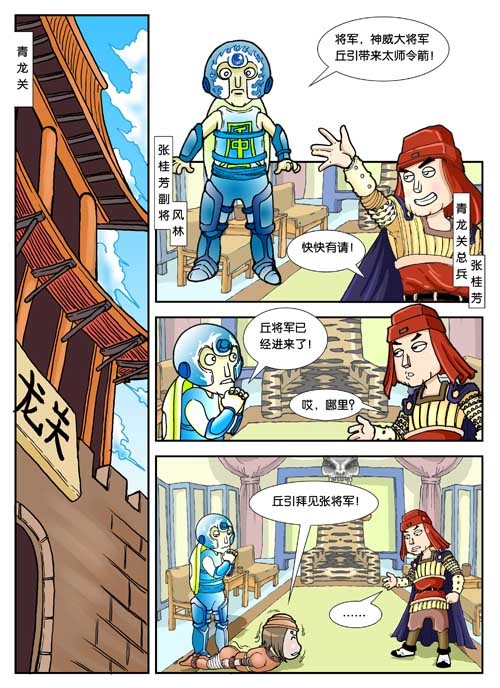 青龙关
龙关
将军，神威大将军
丘引带来太师令箭！
张桂芳副将
风林
快快有请！
青龙关总兵
张桂芳
丘将军已
经进来了！
哎，哪里？
丘引拜见张将军！
……